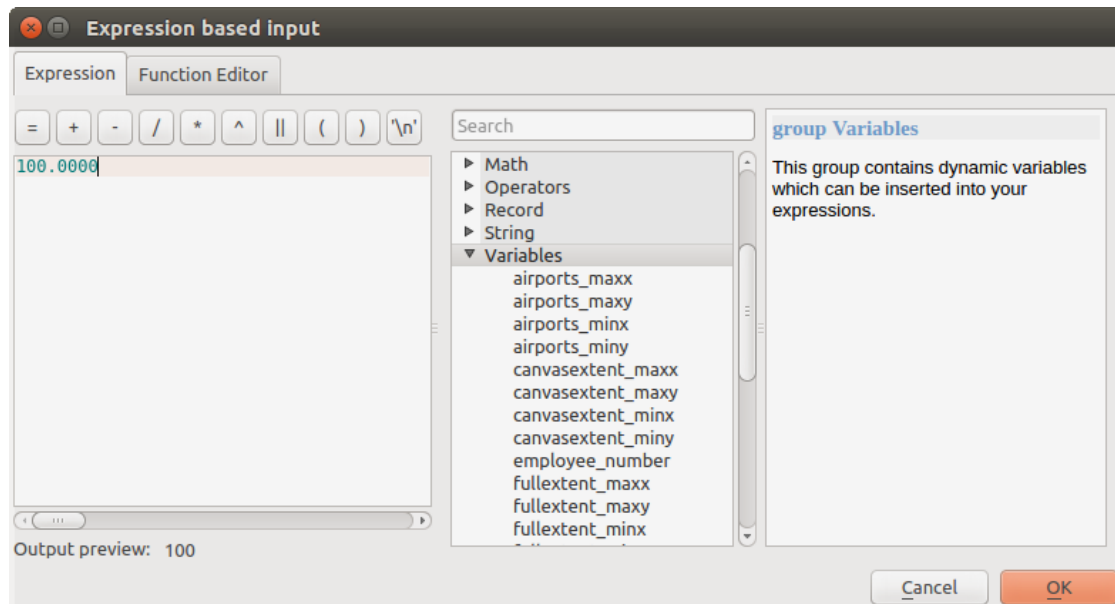 Expression based input
Expression
Function Editor
= + - / * ^ || ( ) '\n'
100.0000
Output preview: 100
Search
Math
Operators
Record
String
Variables
airports_maxx
airports_maxy
airports_minx
airports_miny
canvasextent_maxx
canvasextent_maxy
canvasextent_minx
canvasextent_miny
employee_number
fullextent_maxx
fullextent_maxy
fullextent_minx
group Variables
This group contains dynamic variables
which can be inserted into your
expressions.
Cancel
OK